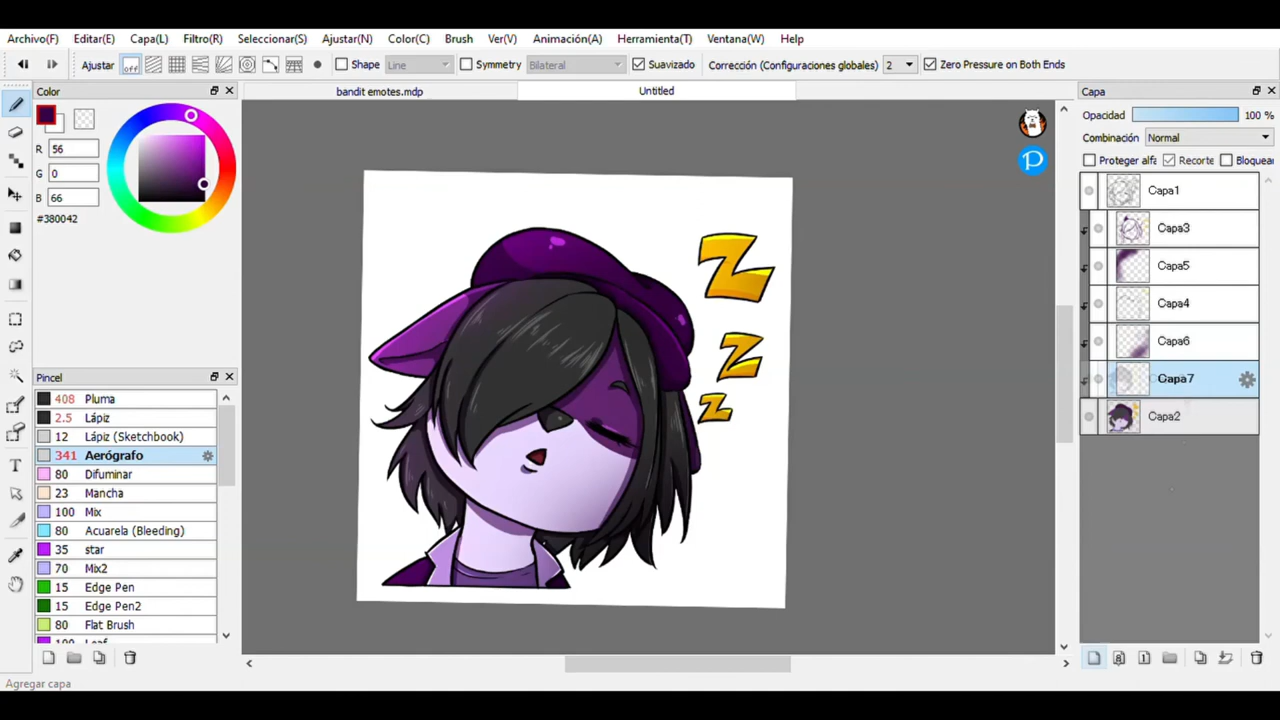 Archivo(F) Editar(E) Capa(L) Filtro(R) Seleccionar(S) Ajustar(N) Color(C) Brush Ver(V) Animación(A) Herramienta(T) Ventana(W) Help
Ajustar off Shape Line Symmetry Bilateral Suavizado Corrección (Configuraciones globales) 2 Zero Pressure on Both Ends
Color
bandit emotes.mdp
Untitled
Capa
R 56
G 0
B 66
#380042
Opacidad 100 %
Combinación Normal
Proteger alfa Recorte Bloquear
Capa1
Capa3
Capa5
Capa4
Capa6
Capa7
Capa2
Z
Z
Z
P
Pincel
408 Pluma
2.5 Lápiz
12 Lápiz (Sketchbook)
341 Aerógrafo
80 Difuminar
23 Mancha
100 Mix
80 Acuarela (Bleeding)
35 star
70 Mix2
15 Edge Pen
15 Edge Pen2
80 Flat Brush
100 Leaf
T
8
1
Agregar capa